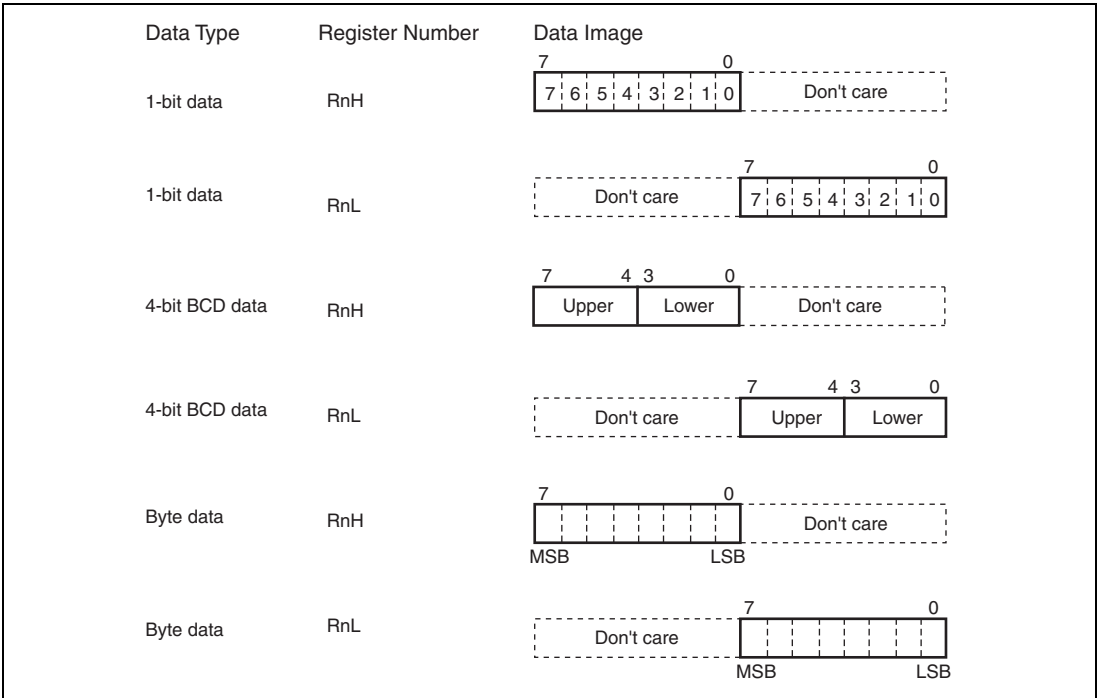 Data Type Register Number Data Image
7 0
1-bit data RnH 7 6 5 4 3 2 1 0 Don't care
7 0
1-bit data RnL Don't care 7 6 5 4 3 2 1 0
7 4 3 0
4-bit BCD data RnH Upper Lower Don't care
7 4 3 0
4-bit BCD data RnL Don't care Upper Lower
7 0
Byte data RnH Don't care
MSB LSB
7 0
Byte data RnL Don't care
MSB LSB